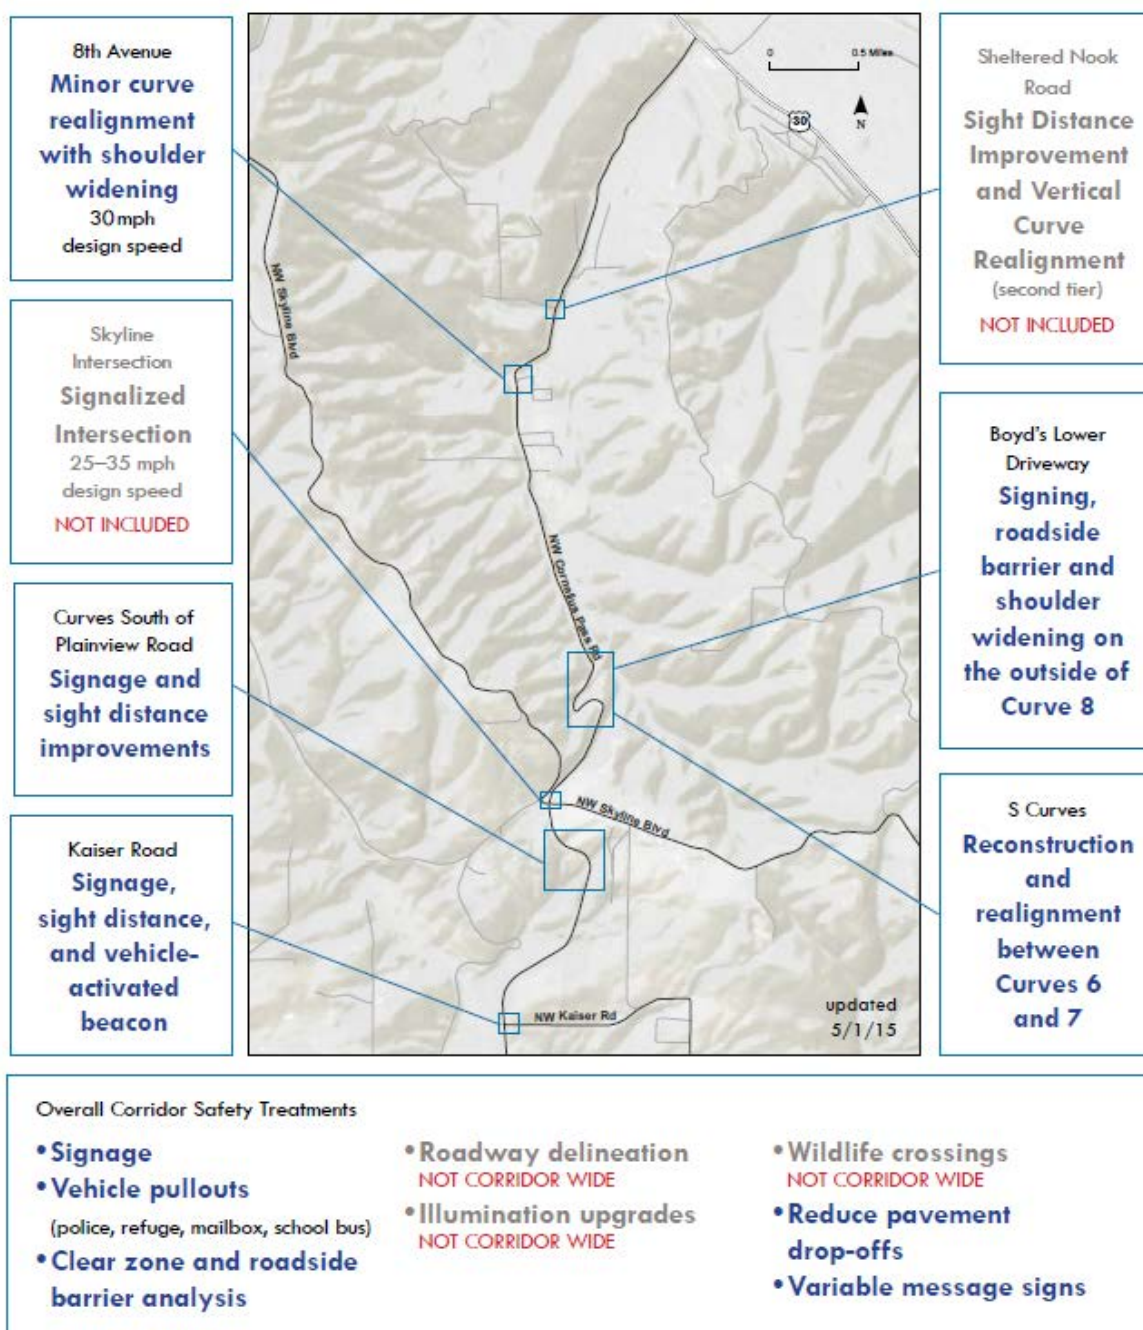 8th Avenue
Minor curve
realignment
with shoulder
widening
30 mph
design speed
Skyline
Intersection
Signalized
Intersection
25–35 mph
design speed
NOT INCLUDED
Curves South of
Plainview Road
Signage and
sight distance
improvements
Kaiser Road
Signage,
sight distance,
and vehicle-
activated
beacon
0 0.5 Miles
N
30
NW Skyline Blvd
NW Cornelius Pass Rd
NW Skyline Blvd
NW Kaiser Rd
updated
5/1/15
Sheltered Nook
Road
Sight Distance
Improvement
and Vertical
Curve
Realignment
(second tier)
NOT INCLUDED
Boyd's Lower
Driveway
Signing,
roadside
barrier and
shoulder
widening on
the outside of
Curve 8
S Curves
Reconstruction
and
realignment
between
Curves 6
and 7
Overall Corridor Safety Treatments
• Signage
• Vehicle pullouts
(police, refuge, mailbox, school bus)
• Clear zone and roadside
barrier analysis
• Roadway delineation
NOT CORRIDOR WIDE
• Illumination upgrades
NOT CORRIDOR WIDE
• Wildlife crossings
NOT CORRIDOR WIDE
• Reduce pavement
drop-offs
• Variable message signs